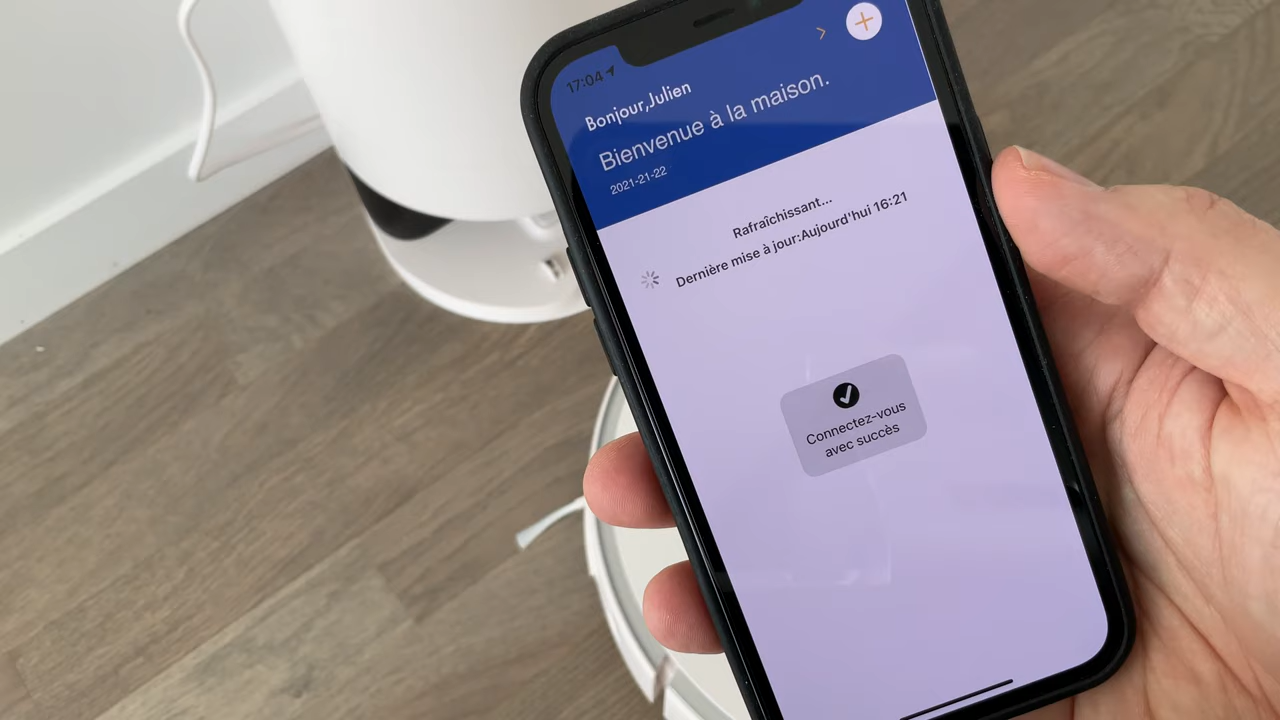 17:04
Bonjour,Julien
Bienvenue à la maison.
2021-21-22
Rafraîchissant...
Dernière mise à jour:Aujourd'hui 16:21
Connectez-vous
avec succès